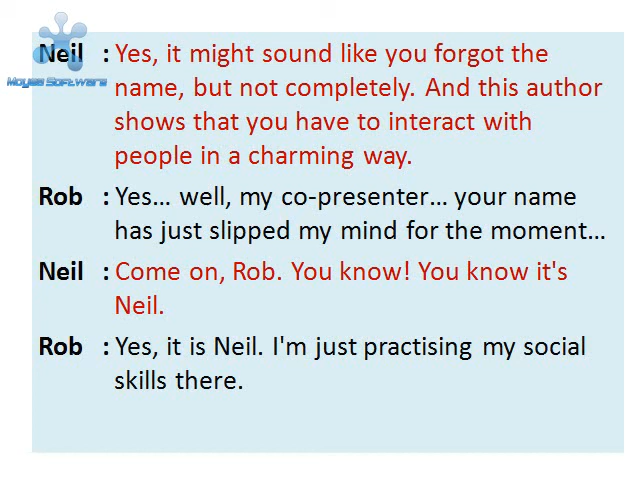 Neil : Yes, it might sound like you forgot the
Moyea Software
name, but not completely. And this author
shows that you have to interact with
people in a charming way.
Rob : Yes... well, my co-presenter... your name
has just slipped my mind for the moment...
Neil : Come on, Rob. You know! You know it's
Neil.
Rob : Yes, it is Neil. I'm just practising my social
skills there.